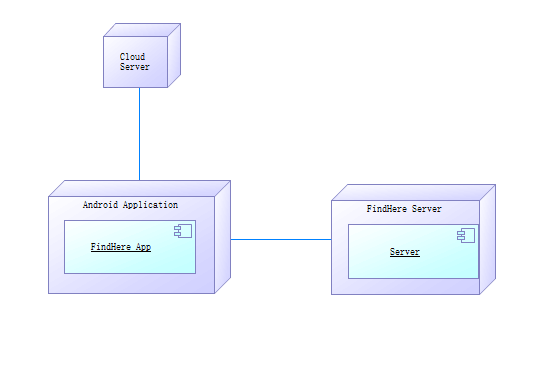 Cloud
Server
Android Application
FindHere App
FindHere Server
Server